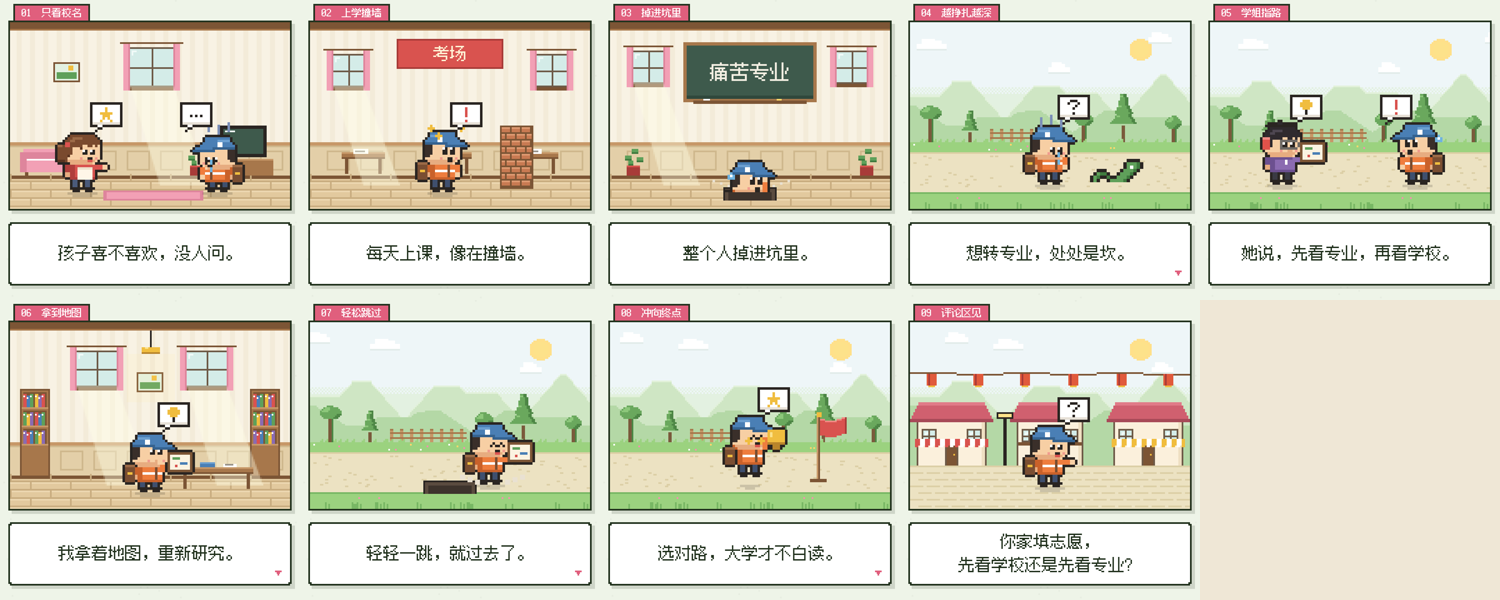 01 只看校名
孩子喜不喜欢，没人问。
02 上学撞墙
考场
每天上课，像在撞墙。
03 掉进坑里
痛苦专业
整个人掉进坑里。
04 越挣扎越深
想转专业，处处是坎。
05 学姐指路
她说，先看专业，再看学校。
06 拿到地图
我拿着地图，重新研究。
07 轻松跳过
轻轻一跳，就过去了。
08 冲向终点
选对路，大学才不白读。
09 评论区见
你家填志愿，
先看学校还是先看专业？